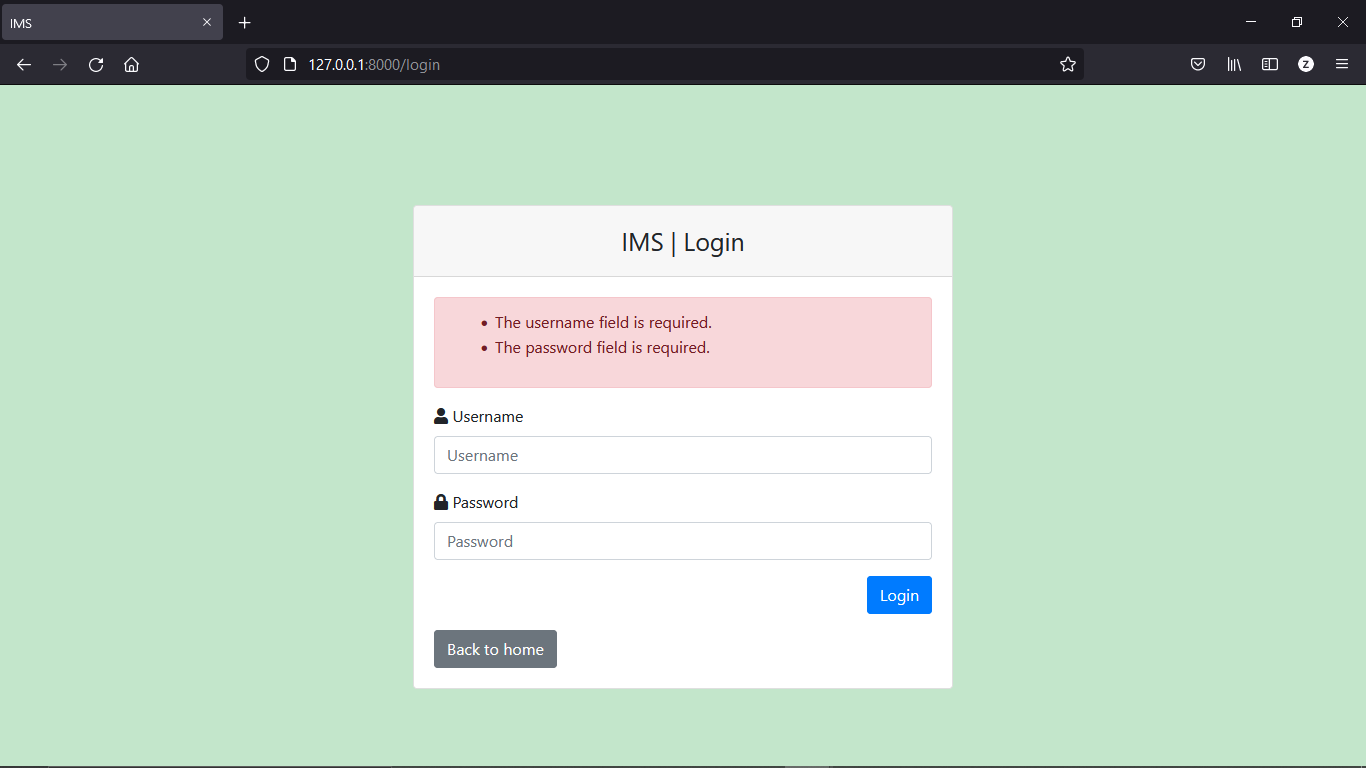 IMS
127.0.0.1:8000/login
Z
IMS | Login
• The username field is required.
• The password field is required.
Username
Username
Password
Password
Login
Back to home